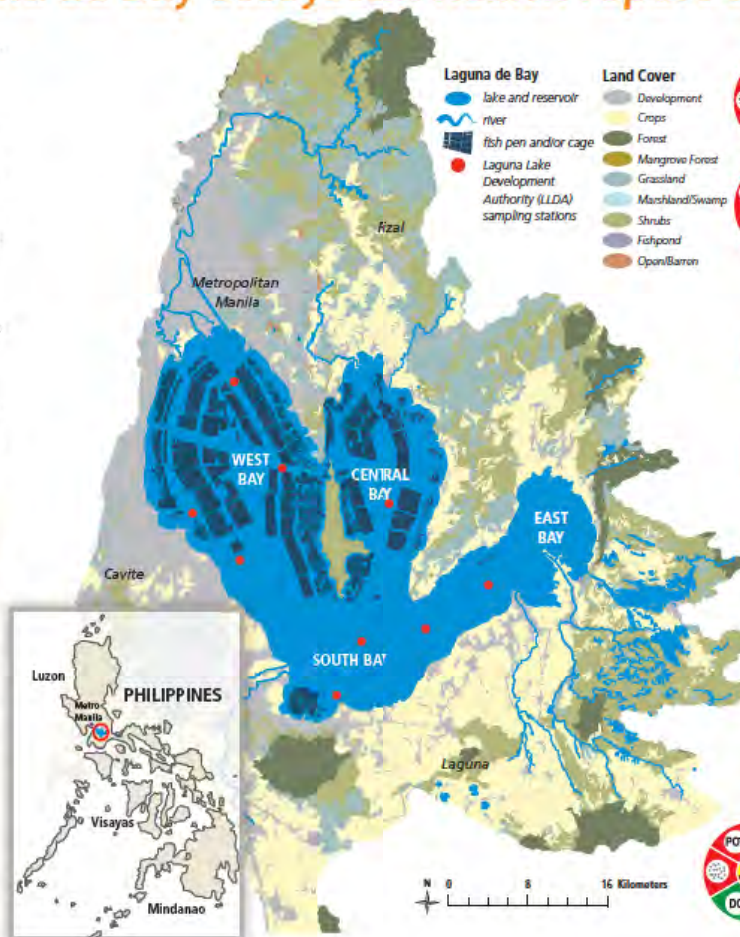 Laguna de Bay
lake and reservoir
river
fish pen and/or cage
Laguna Lake
Development
Authority (LLDA)
sampling stations
Land Cover
Development
Crops
Forest
Mangrove Forest
Grassland
Marshland/Swamp
Shrubs
Fishpond
Open/Barren
Rizal
Metropolitan
Manila
WEST
BAY
CENTRAL
BAY
EAST
BAY
Cavite
SOUTH BAY
Laguna
Luzon
PHILIPPINES
Metro
Manila
Visayas
Mindanao
N 0 8 16 Kilometers